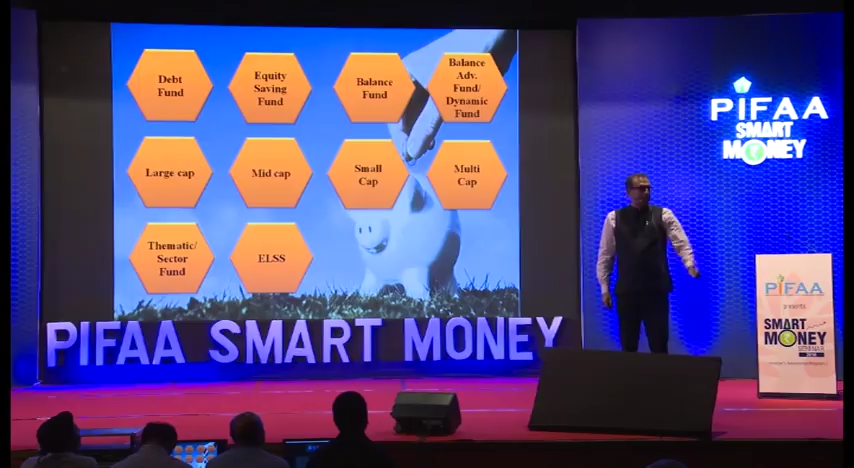 Debt
Fund
Equity
Saving
Fund
Balance
Fund
Balance
Adv.
Fund/
Dynamic
Fund
Large cap
Mid cap
Small
Cap
Multi
Cap
Thematic/
Sector
Fund
ELSS
PIFAA SMART MONEY
PIFAA
SMART
MONEY
PIFAA
presents
SMART
MONEY
SEMINAR